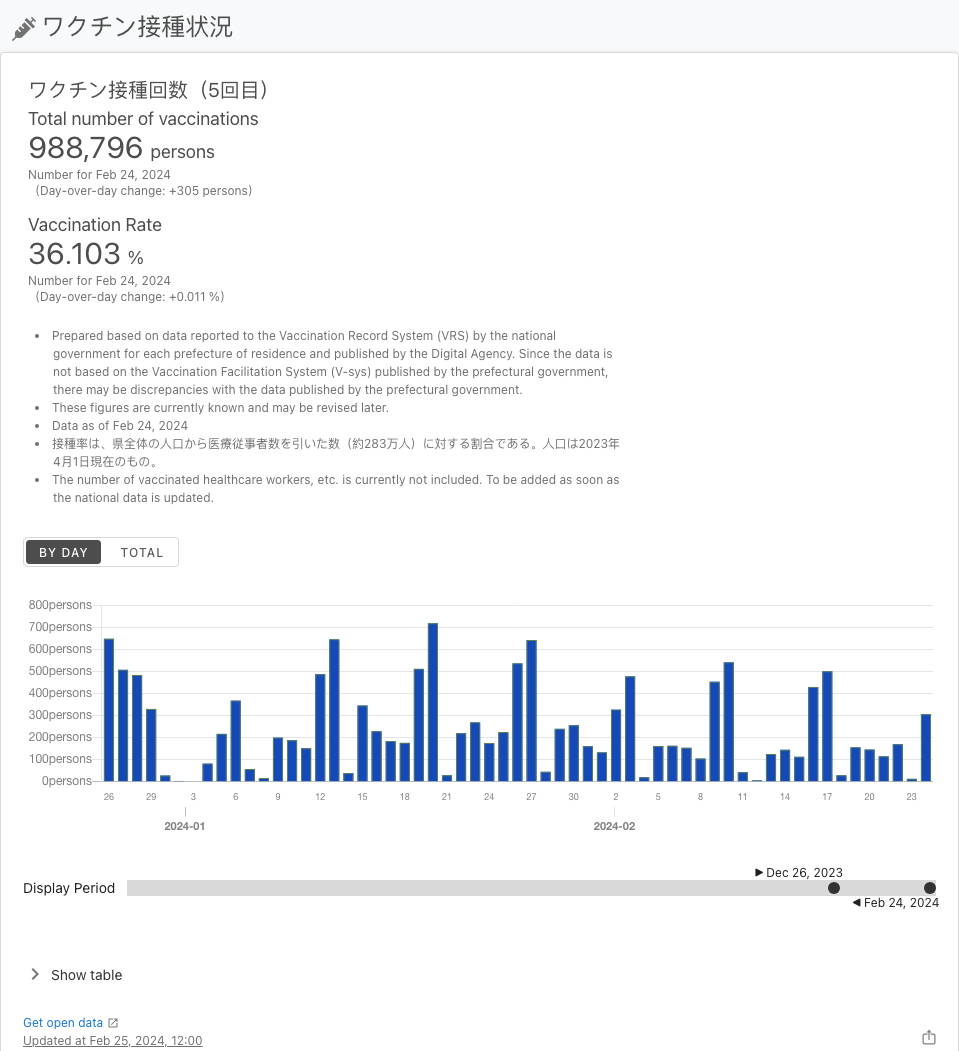 ワクチン接種状況
ワクチン接種回数（5回目）
Total number of vaccinations
988,796 persons
Number for Feb 24, 2024
（Day-over-day change: +305 persons）
Vaccination Rate
36.103 %
Number for Feb 24, 2024
（Day-over-day change: +0.011 %）
• Prepared based on data reported to the Vaccination Record System (VRS) by the national
government for each prefecture of residence and published by the Digital Agency. Since the data is
not based on the Vaccination Facilitation System (V-sys) published by the prefectural government,
there may be discrepancies with the data published by the prefectural government.
• These figures are currently known and may be revised later.
• Data as of Feb 24, 2024
• 接種率は、県全体の人口から医療従事者数を引いた数（約283万人）に対する割合である。人口は2023年
4月1日現在のもの。
• The number of vaccinated healthcare workers, etc. is currently not included. To be added as soon as
the national data is updated.
BY DAY TOTAL
800persons
700persons
600persons
500persons
400persons
300persons
200persons
100persons
0persons
26 29 3 6 9 12 15 18 21 24 27 30 2 5 8 11 14 17 20 23
2024-01 2024-02
Dec 26, 2023
Display Period
Feb 24, 2024
Show table
Get open data
Updated at Feb 25, 2024, 12:00